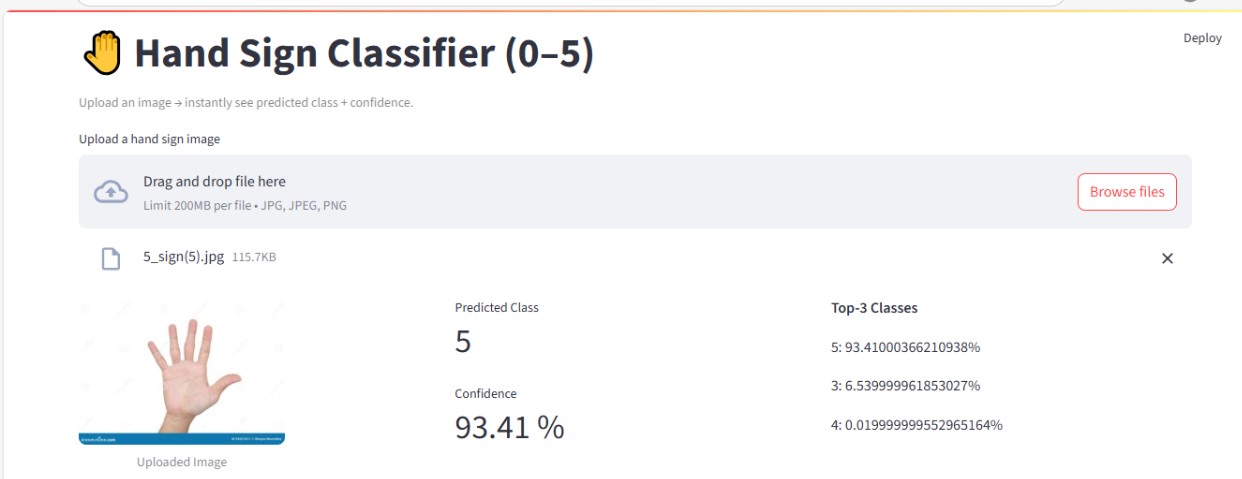 Hand Sign Classifier (0–5)
Deploy
Upload an image → instantly see predicted class + confidence.
Upload a hand sign image
Drag and drop file here
Limit 200MB per file • JPG, JPEG, PNG
Browse files
5_sign(5).jpg 115.7KB
Predicted Class
5
Confidence
93.41 %
Top-3 Classes
5: 93.41000366210938%
3: 6.539999961853027%
4: 0.019999999552965164%
Uploaded Image